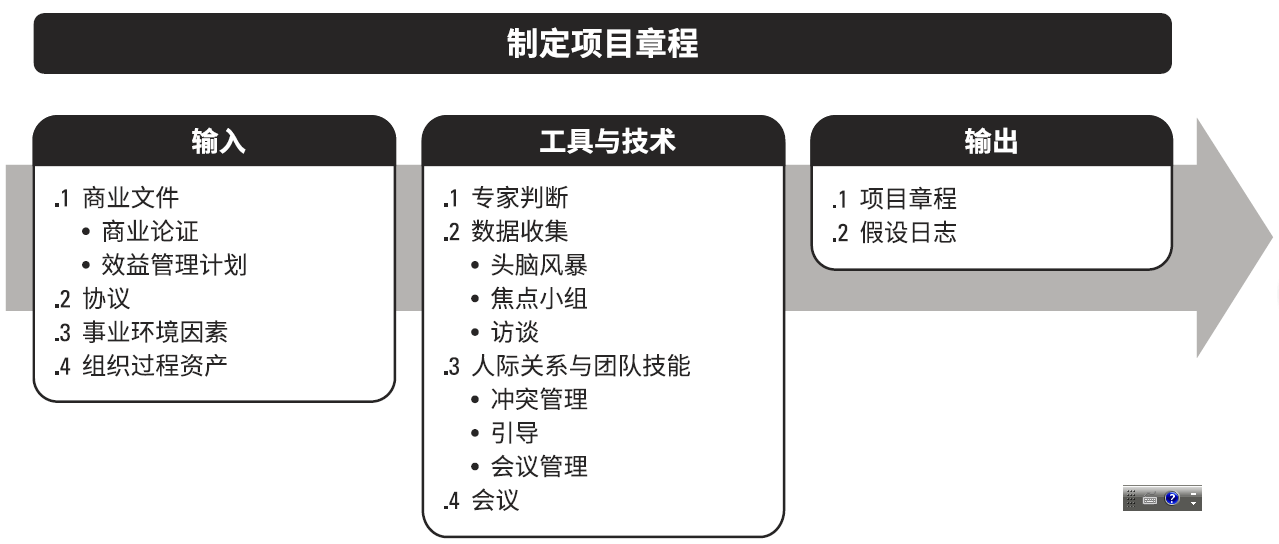 制定项目章程
输入
.1 商业文件
• 商业论证
• 效益管理计划
.2 协议
.3 事业环境因素
.4 组织过程资产
工具与技术
.1 专家判断
.2 数据收集
• 头脑风暴
• 焦点小组
• 访谈
.3 人际关系与团队技能
• 冲突管理
• 引导
• 会议管理
.4 会议
输出
.1 项目章程
.2 假设日志